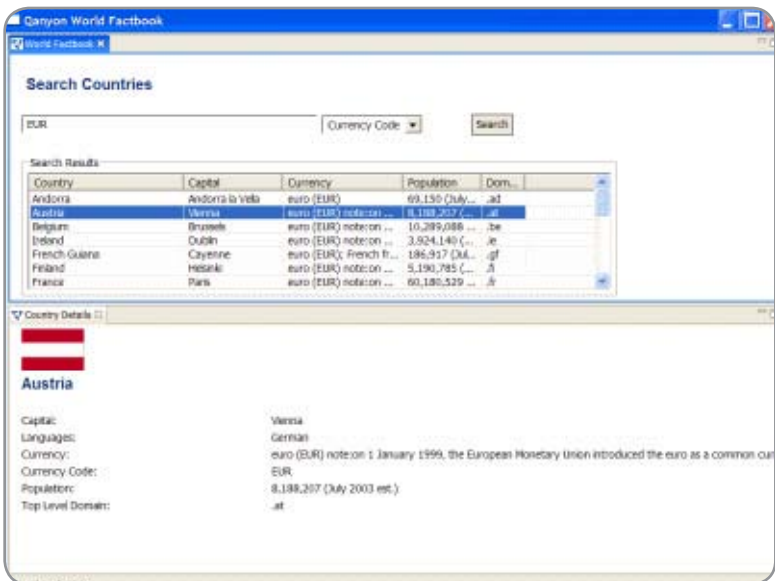 Qanyon World Factbook
World Factbook
Search Countries
EUR Currency Code Search
Search Results
Country Capital Currency Population Dom...
Andorra Andorra la Vella euro (EUR) 69,150 (July... .ad
Austria Vienna euro (EUR) note:on ... 8,188,207 (... .at
Belgium Brussels euro (EUR) note:on ... 10,289,088 ... .be
Ireland Dublin euro (EUR) note:on ... 3,924,140 (... .ie
French Guiana Cayenne euro (EUR); French fr... 186,917 (Jul... .gf
Finland Helsinki euro (EUR) note:on ... 5,190,785 (... .fi
France Paris euro (EUR) note:on ... 60,180,529 ... .fr
Country Details
Austria
Capital: Vienna
Languages: German
Currency: euro (EUR) note:on 1 January 1999, the European Monetary Union introduced the euro as a common cur
Currency Code: EUR
Population: 8,188,207 (July 2003 est.)
Top Level Domain: .at